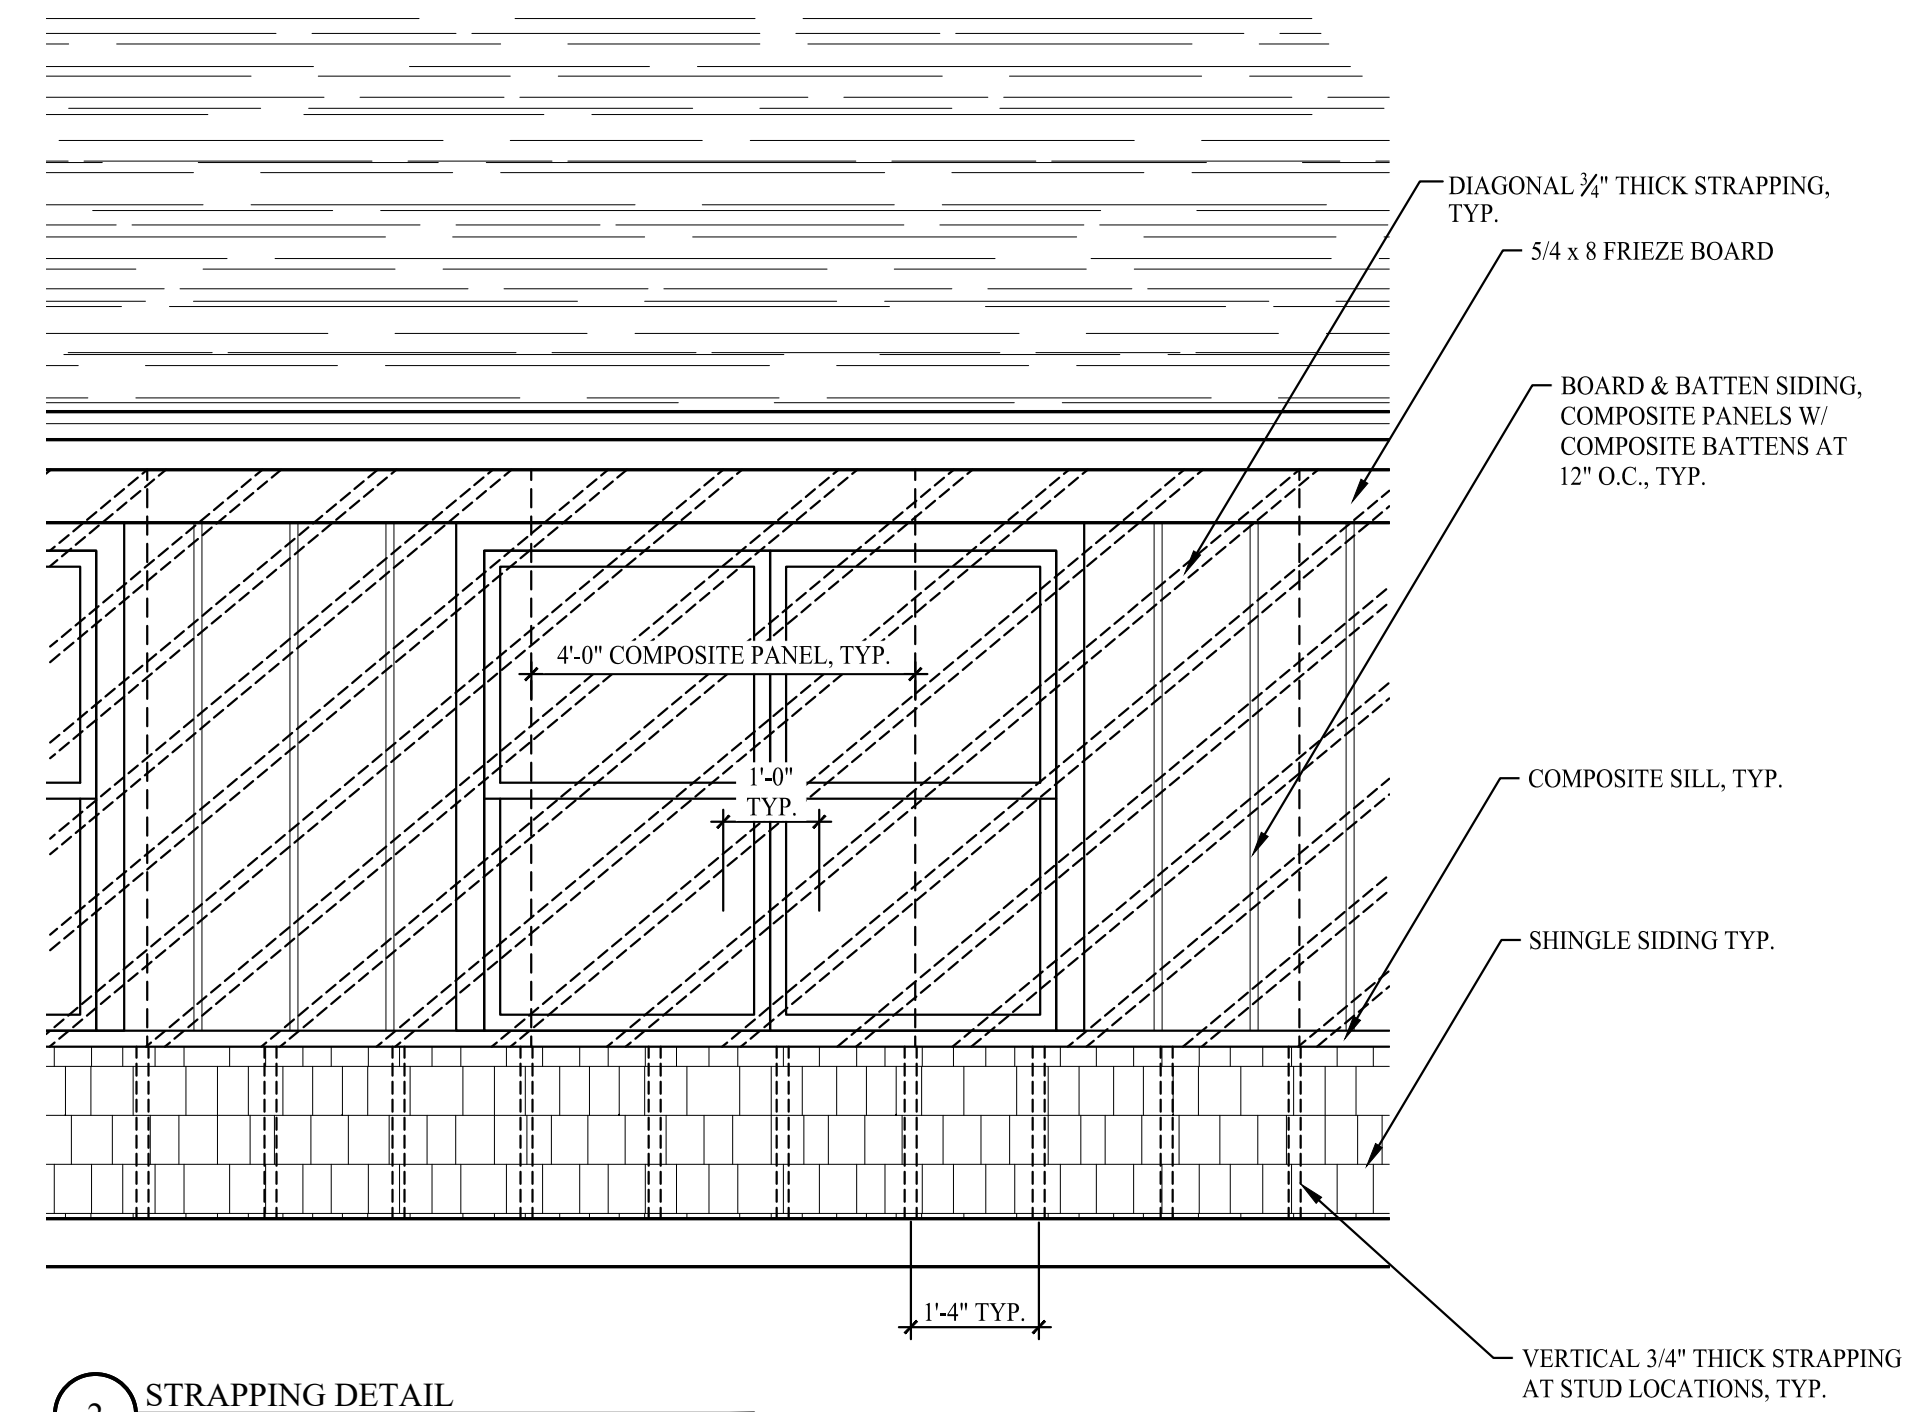 DIAGONAL ¾" THICK STRAPPING,
TYP.
5/4 x 8 FRIEZE BOARD
BOARD & BATTEN SIDING,
COMPOSITE PANELS W/
COMPOSITE BATTENS AT
12" O.C., TYP.
4'-0" COMPOSITE PANEL, TYP.
1'-0"
TYP.
COMPOSITE SILL, TYP.
SHINGLE SIDING TYP.
1'-4" TYP.
VERTICAL 3/4" THICK STRAPPING
AT STUD LOCATIONS, TYP.
STRAPPING DETAIL